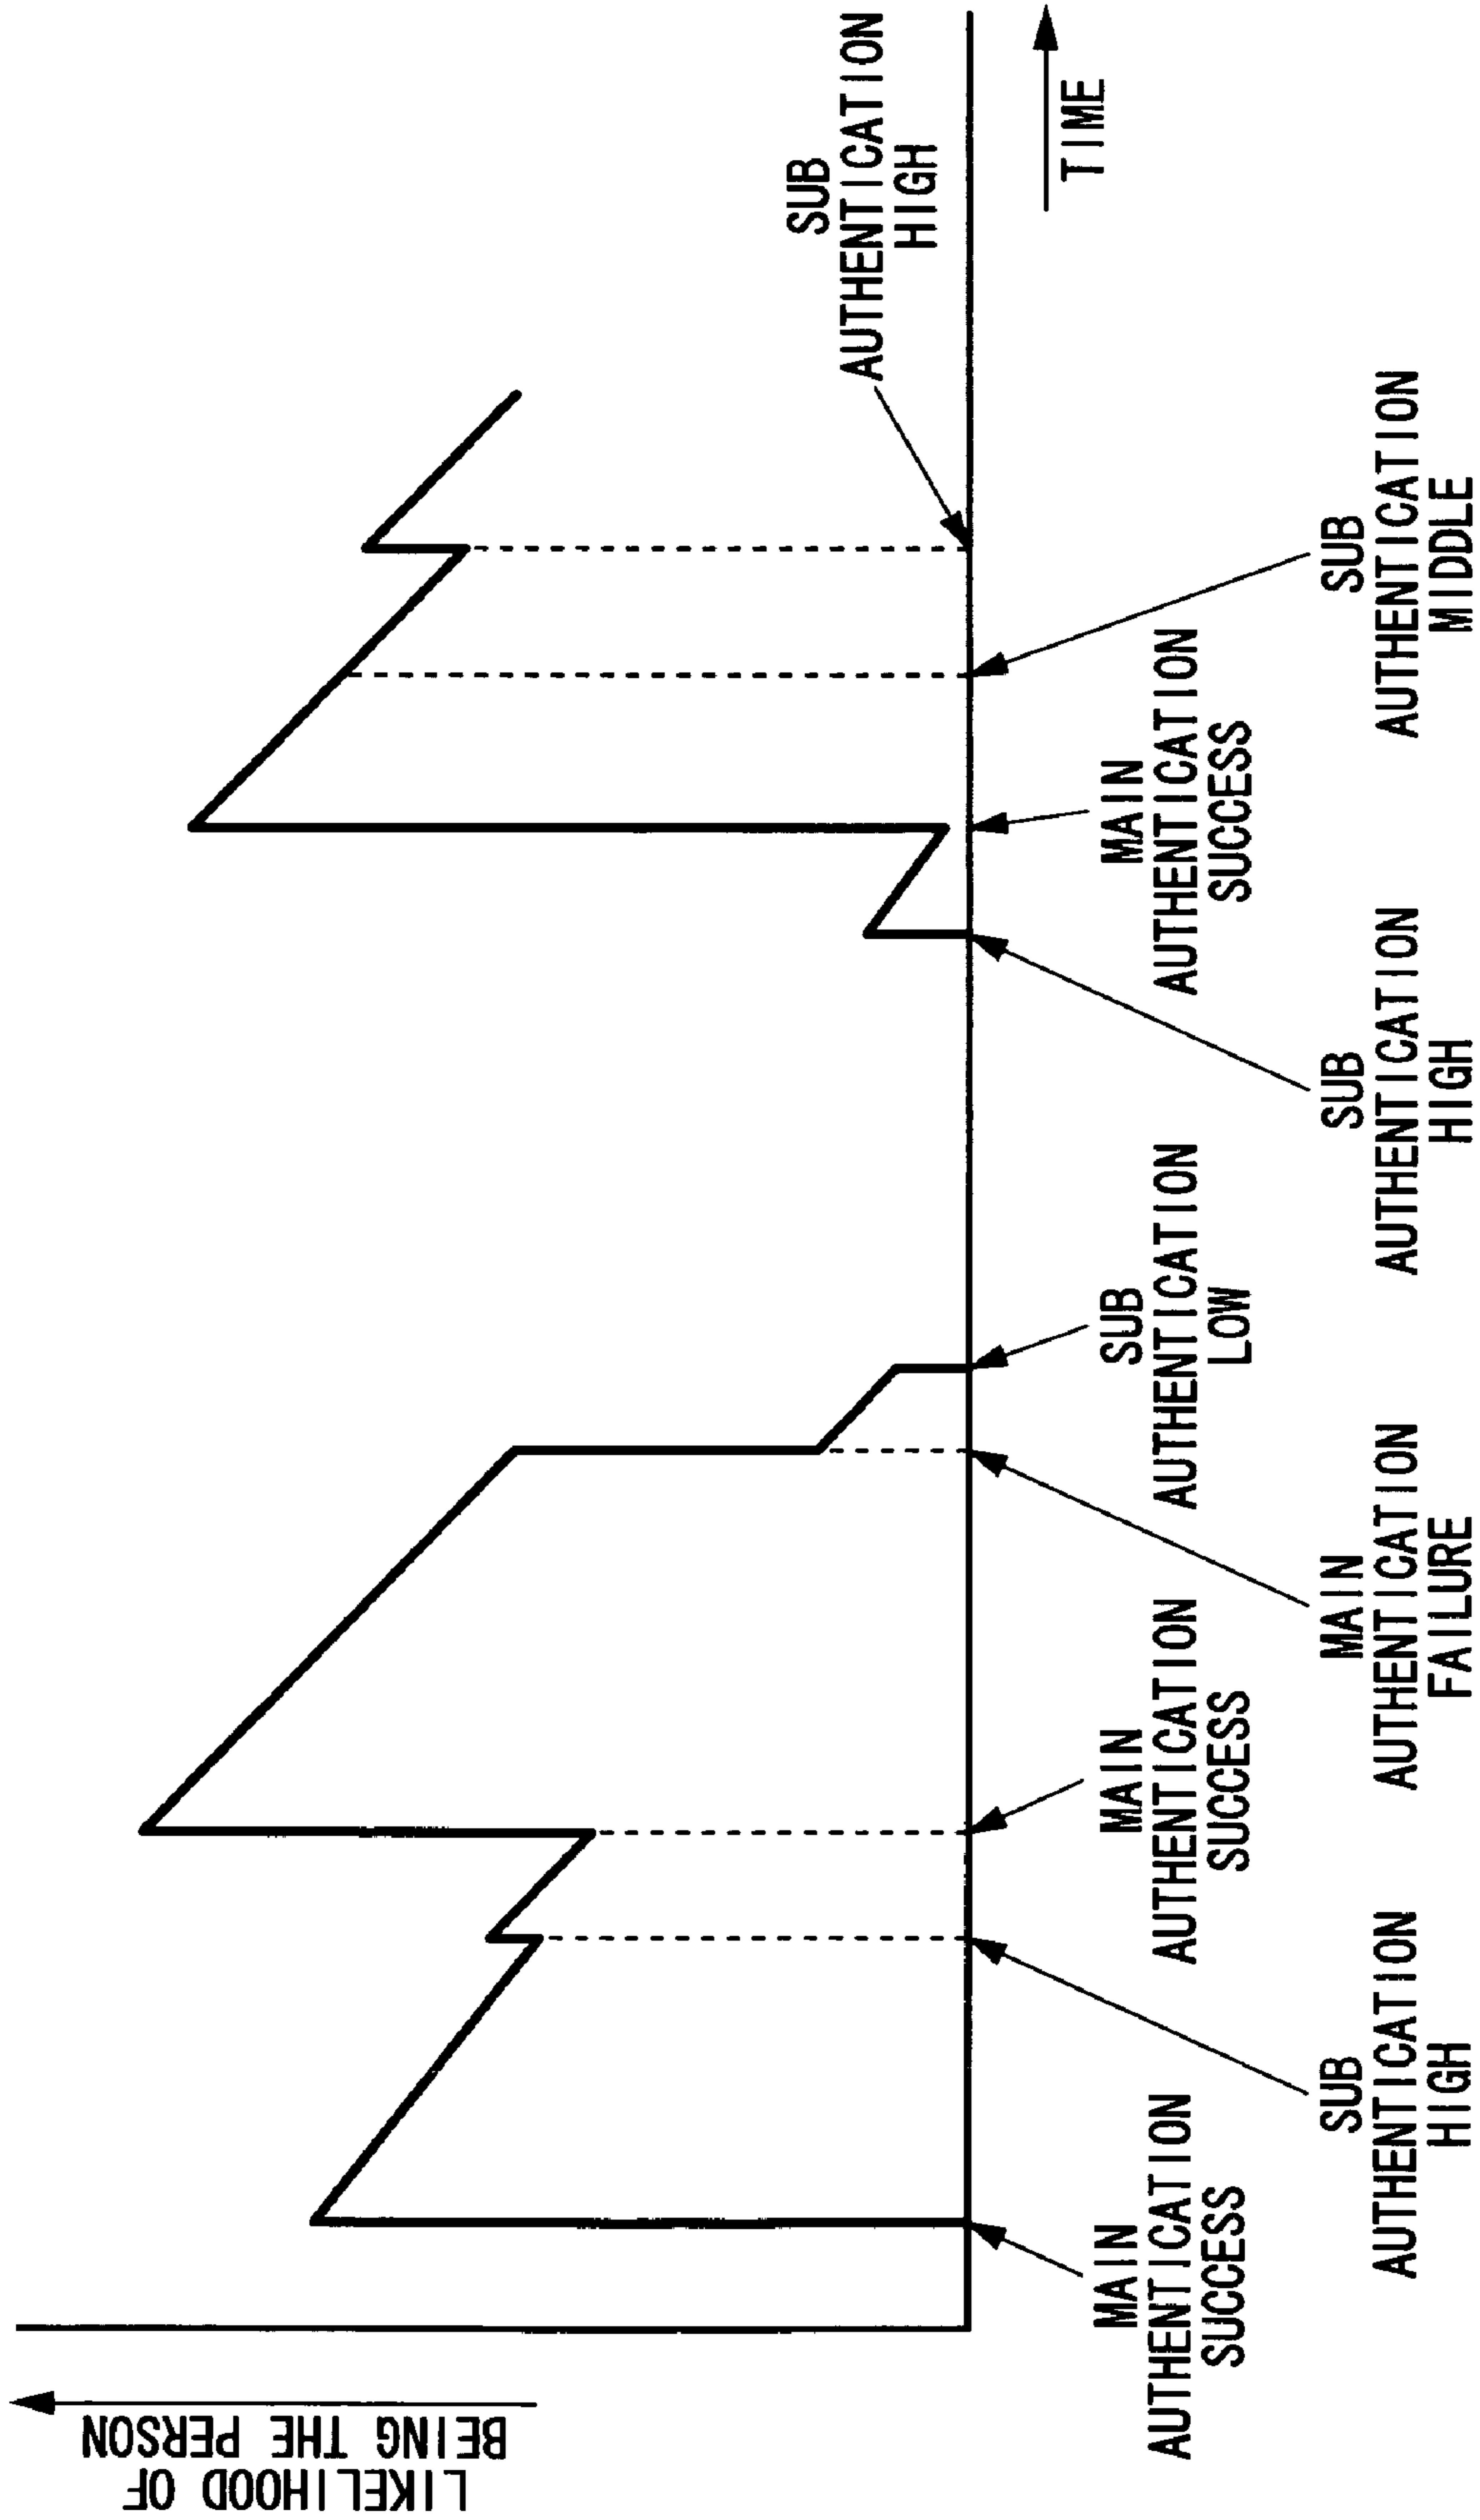 LIKELIHOOD OF
BEING THE PERSON
MAIN
AUTHENTICATION
SUCCESS
SUB
AUTHENTICATION
HIGH
MAIN
AUTHENTICATION
SUCCESS
MAIN
AUTHENTICATION
FAILURE
SUB
AUTHENTICATION
LOW
SUB
AUTHENTICATION
HIGH
MAIN
AUTHENTICATION
SUCCESS
SUB
AUTHENTICATION
MIDDLE
SUB
AUTHENTICATION
HIGH
TIME